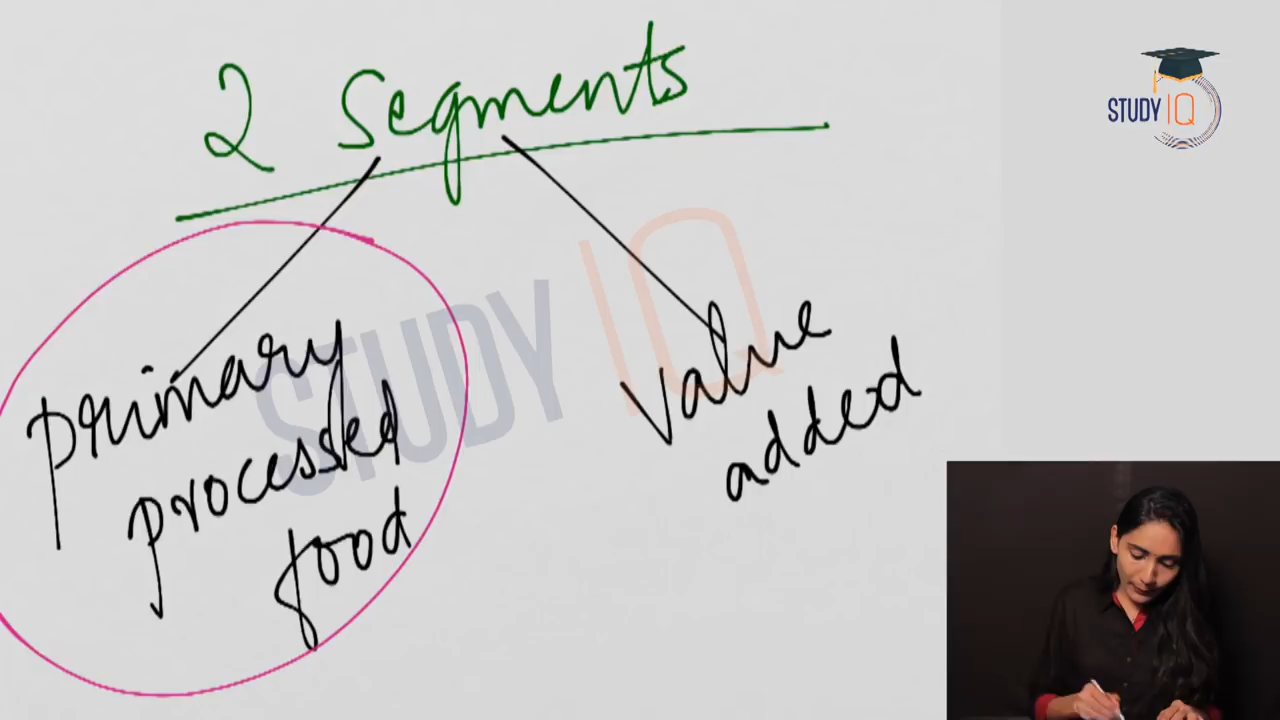 2 Segments
STUDY IQ
STUDY IQ
primary
processed
food
value
added